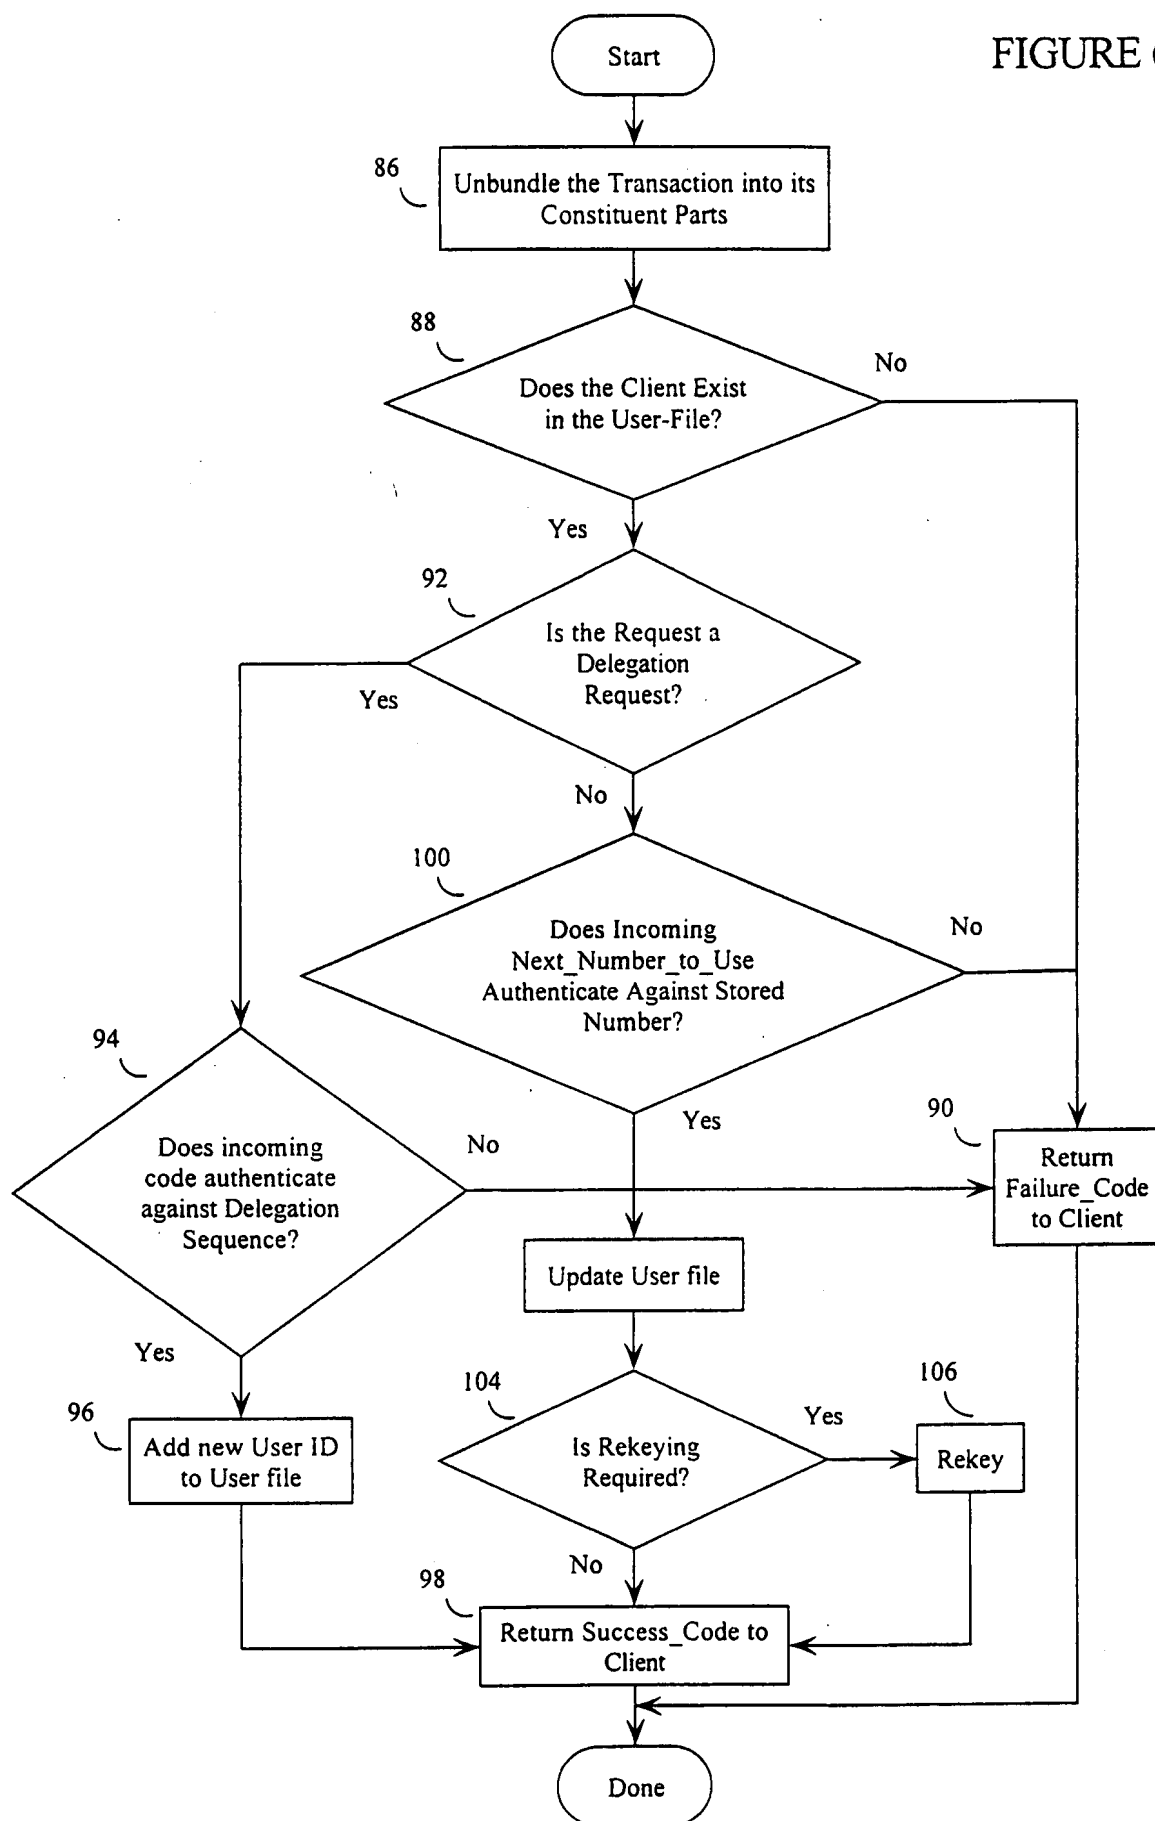 Start
FIGURE
86
Unbundle the Transaction into its
Constituent Parts
88
No
Does the Client Exist
in the User-File?
Yes
92
Is the Request a
Delegation
Request?
Yes
No
100
No
Does Incoming
Next_Number_to_Use
Authenticate Against Stored
Number?
94
Yes
90
Does incoming
code authenticate
against Delegation
Sequence?
No
Return
Failure_Code
to Client
Update User file
Yes
104
Yes
106
96
Add new User ID
to User file
Is Rekeying
Required?
Rekey
No
98
Return Success_Code to
Client
Done